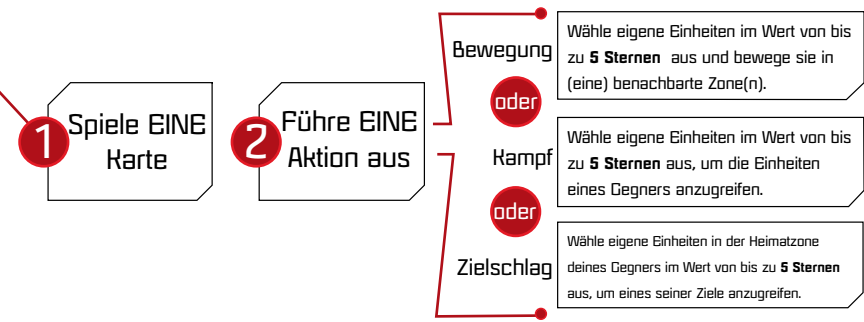 1
Spiele EINE
Karte
2
Führe EINE
Aktion aus
Bewegung
Wähle eigene Einheiten im Wert von bis
zu 5 Sternen aus und bewege sie in
(eine) benachbarte Zone(n).
oder
Kampf
Wähle eigene Einheiten im Wert von bis
zu 5 Sternen aus, um die Einheiten
eines Gegners anzugreifen.
oder
Zielschlag
Wähle eigene Einheiten in der Heimatzone
deines Gegners im Wert von bis zu 5 Sternen
aus, um eines seiner Ziele anzugreifen.